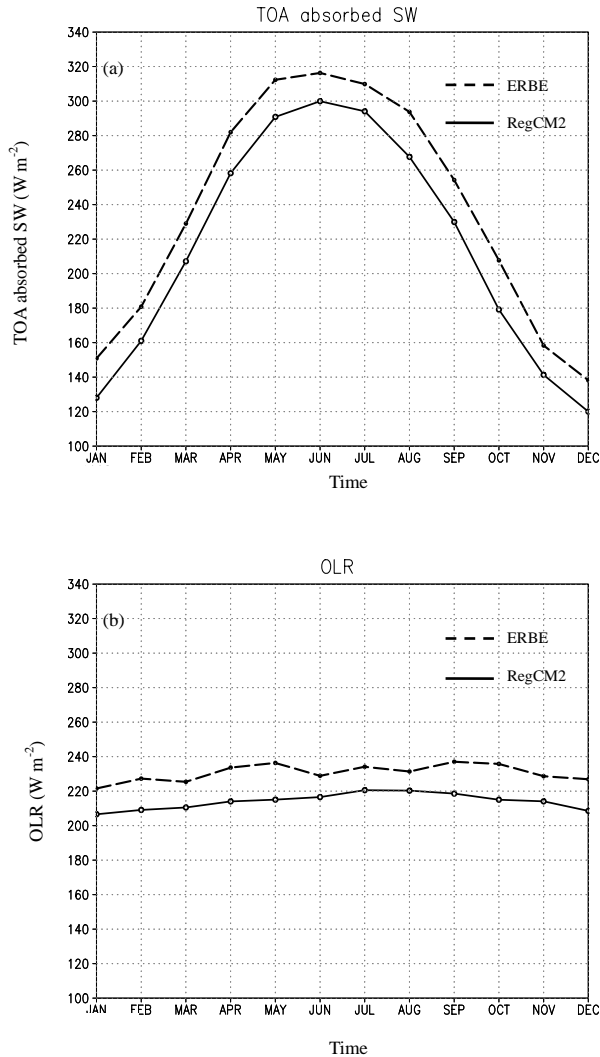 TOA absorbed SW
(a)
TOA absorbed SW (W m-2)
340
320
300
280
260
240
220
200
180
160
140
120
100
ERBE
RegCM2
JAN FEB MAR APR MAY JUN JUL AUG SEP OCT NOV DEC
Time
OLR
(b)
OLR (W m-2)
340
320
300
280
260
240
220
200
180
160
140
120
100
ERBE
RegCM2
JAN FEB MAR APR MAY JUN JUL AUG SEP OCT NOV DEC
Time